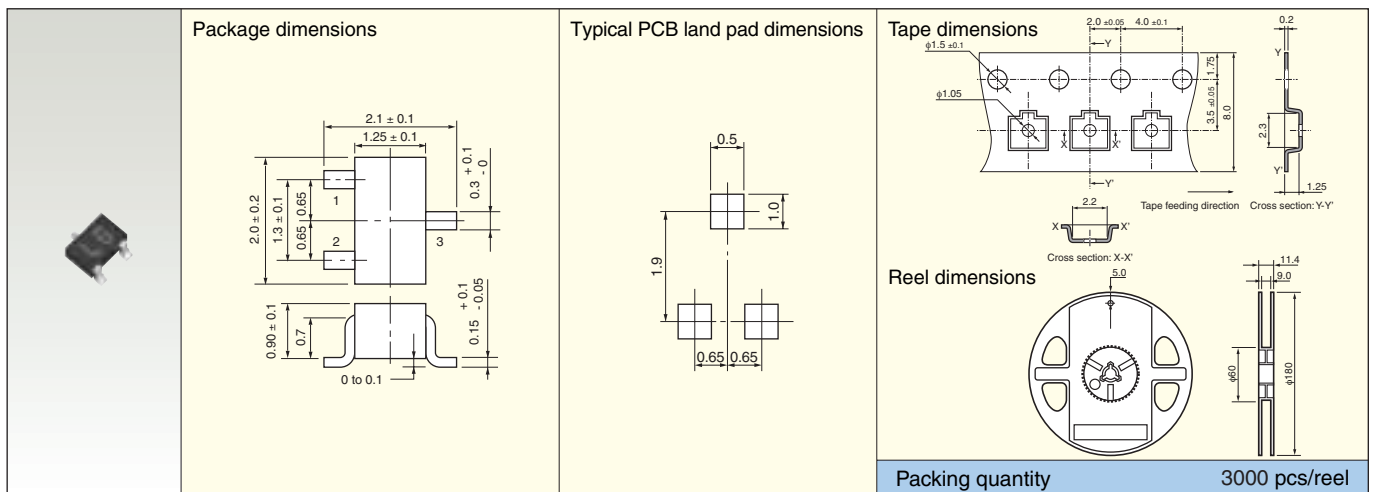 Package dimensions
2.1 ± 0.1
1.25 ± 0.1
2.0 ± 0.2
1.3 ± 0.1
0.65
0.65
1
2
3
0.3 + 0.1 - 0
0.90 ± 0.1
0.7
0 to 0.1
0.15 + 0.1 - 0.05
Typical PCB land pad dimensions
0.5
1.0
1.9
0.65 0.65
Tape dimensions
2.0 ±0.05 4.0 ±0.1
φ1.5 ±0.1
φ1.05
Y
X X'
Y'
1.75
3.5 ±0.05
8.0
Tape feeding direction
0.2
Y
2.3
Y'
1.25
Cross section: Y-Y'
2.2
X X'
Cross section: X-X'
Reel dimensions
5.0
11.4
9.0
φ60
φ180
Packing quantity 3000 pcs/reel